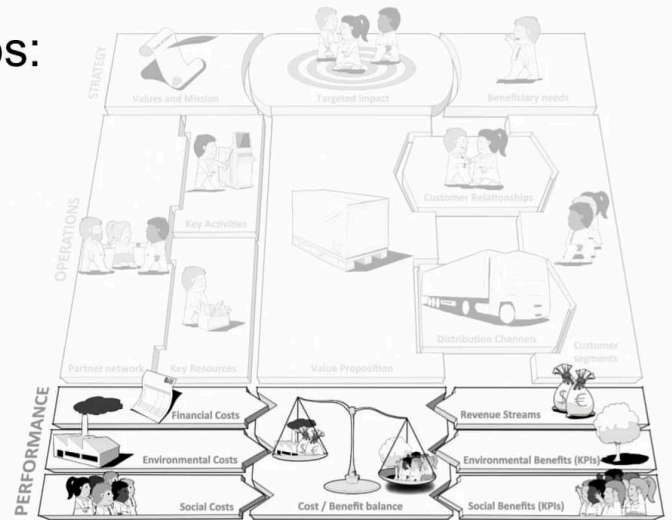 os:
STRATEGY
Values and Mission
Targeted impact
Beneficiary needs
OPERATIONS
Key Activities
Customer Relationships
Partner network
Key Resources
Value Proposition
Distribution Channels
Customer
segments
PERFORMANCE
Financial Costs
Revenue Streams
Environmental Costs
Environmental Benefits (KPIs)
Social Costs
Cost / Benefit balance
Social Benefits (KPIs)
$
€